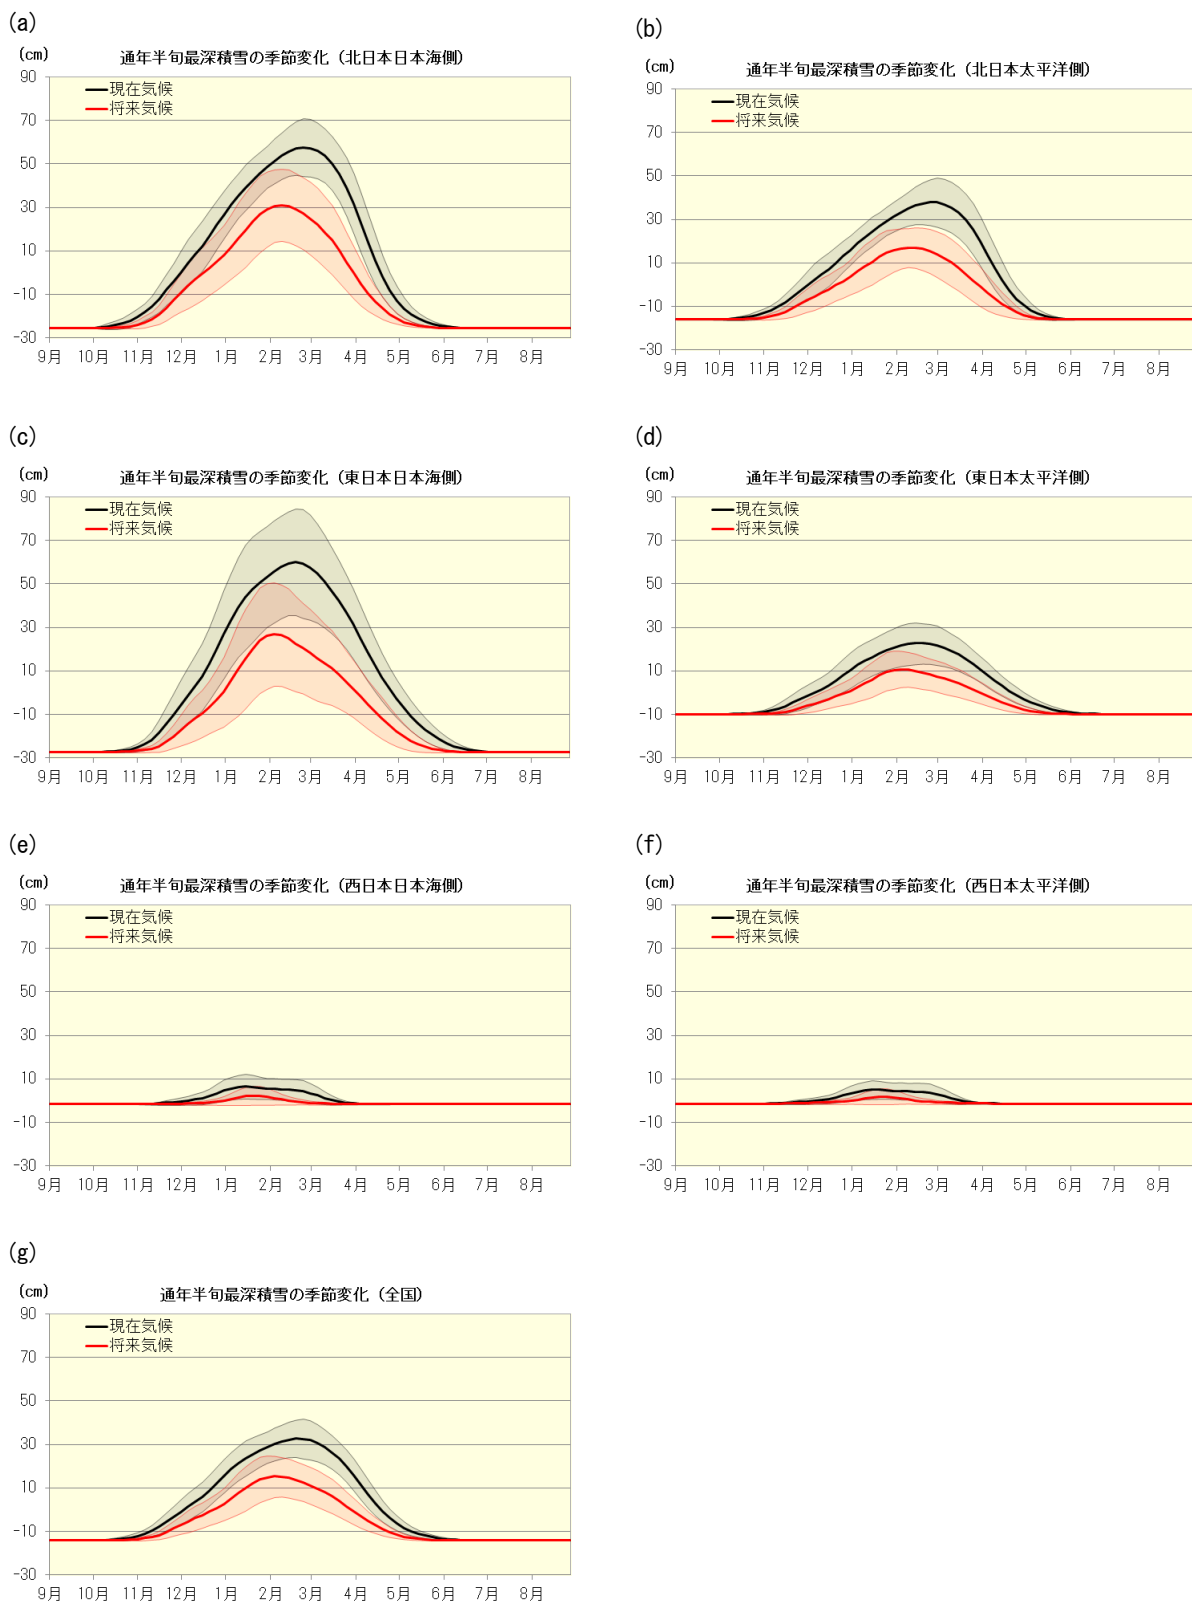 (a)
(cm)
通年半旬最深積雪の季節変化（北日本日本海側）
現在気候
将来気候
90
70
50
30
10
-10
-30
9月 10月 11月 12月 1月 2月 3月 4月 5月 6月 7月 8月
(b)
(cm)
通年半旬最深積雪の季節変化（北日本太平洋側）
現在気候
将来気候
90
70
50
30
10
-10
-30
9月 10月 11月 12月 1月 2月 3月 4月 5月 6月 7月 8月
(c)
(cm)
通年半旬最深積雪の季節変化（東日本日本海側）
現在気候
将来気候
90
70
50
30
10
-10
-30
9月 10月 11月 12月 1月 2月 3月 4月 5月 6月 7月 8月
(d)
(cm)
通年半旬最深積雪の季節変化（東日本太平洋側）
現在気候
将来気候
90
70
50
30
10
-10
-30
9月 10月 11月 12月 1月 2月 3月 4月 5月 6月 7月 8月
(e)
(cm)
通年半旬最深積雪の季節変化（西日本日本海側）
現在気候
将来気候
90
70
50
30
10
-10
-30
9月 10月 11月 12月 1月 2月 3月 4月 5月 6月 7月 8月
(f)
(cm)
通年半旬最深積雪の季節変化（西日本太平洋側）
現在気候
将来気候
90
70
50
30
10
-10
-30
9月 10月 11月 12月 1月 2月 3月 4月 5月 6月 7月 8月
(g)
(cm)
通年半旬最深積雪の季節変化（全国）
現在気候
将来気候
90
70
50
30
10
-10
-30
9月 10月 11月 12月 1月 2月 3月 4月 5月 6月 7月 8月